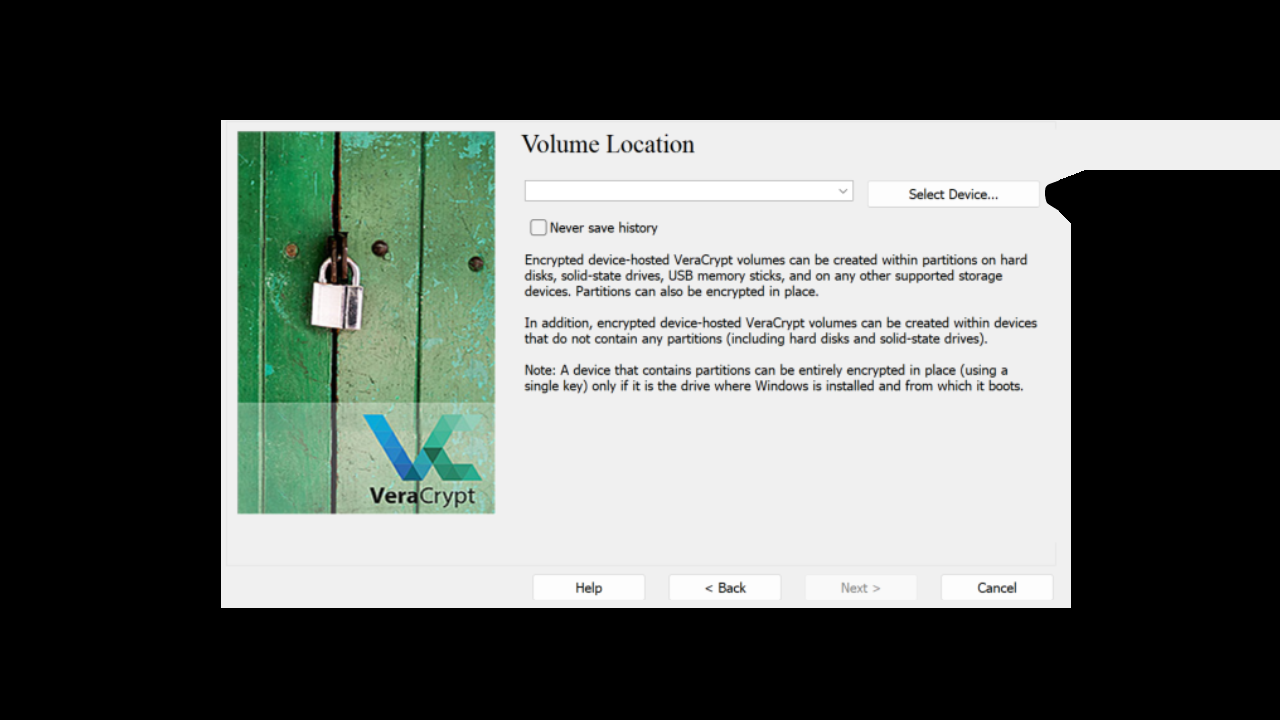 Volume Location
Select Device...
Never save history
Encrypted device-hosted VeraCrypt volumes can be created within partitions on hard
disks, solid-state drives, USB memory sticks, and on any other supported storage
devices. Partitions can also be encrypted in place.
In addition, encrypted device-hosted VeraCrypt volumes can be created within devices
that do not contain any partitions (including hard disks and solid-state drives).
Note: A device that contains partitions can be entirely encrypted in place (using a
single key) only if it is the drive where Windows is installed and from which it boots.
VeraCrypt
Help
< Back
Next >
Cancel